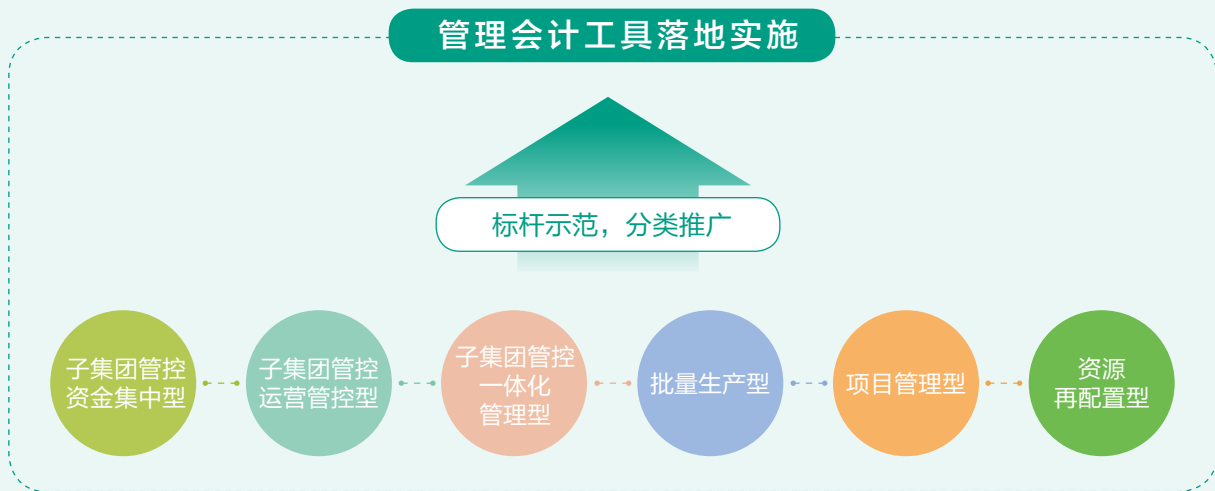 管理会计工具落地实施
标杆示范，分类推广
子集团管控
资金集中型
子集团管控
运营管控型
子集团管控
一体化
管理型
批量生产型
项目管理型
资源
再配置型